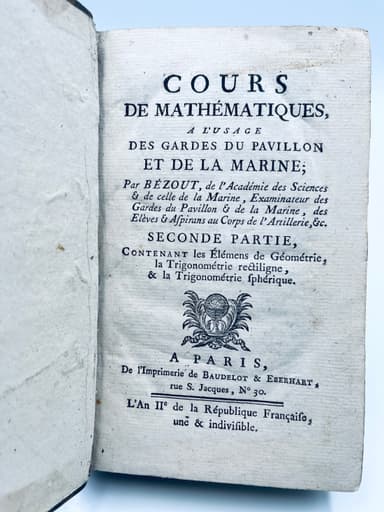 COURS
DE MATHÉMATIQUES,
A L'USAGE
DES GARDES DU PAVILLON
ET DE LA MARINE;
Par BÉZOUT, de l'Académie des Sciences
& de celle de la Marine, Examinateur des
Gardes du Pavillon & de la Marine, des
Elèves & Aſpirans au Corps de l'Artillerie, &c.
SECONDE PARTIE,
CONTENANT les Élémens de Géométrie,
la Trigonométrie rectiligne,
& la Trigonométrie ſphérique.
A PARIS,
De l'Imprimerie de BAUDELOT & EBERHART,
rue S. Jacques, N° 30.
L'An IIe de la République Françaiſe,
une & indiviſible.